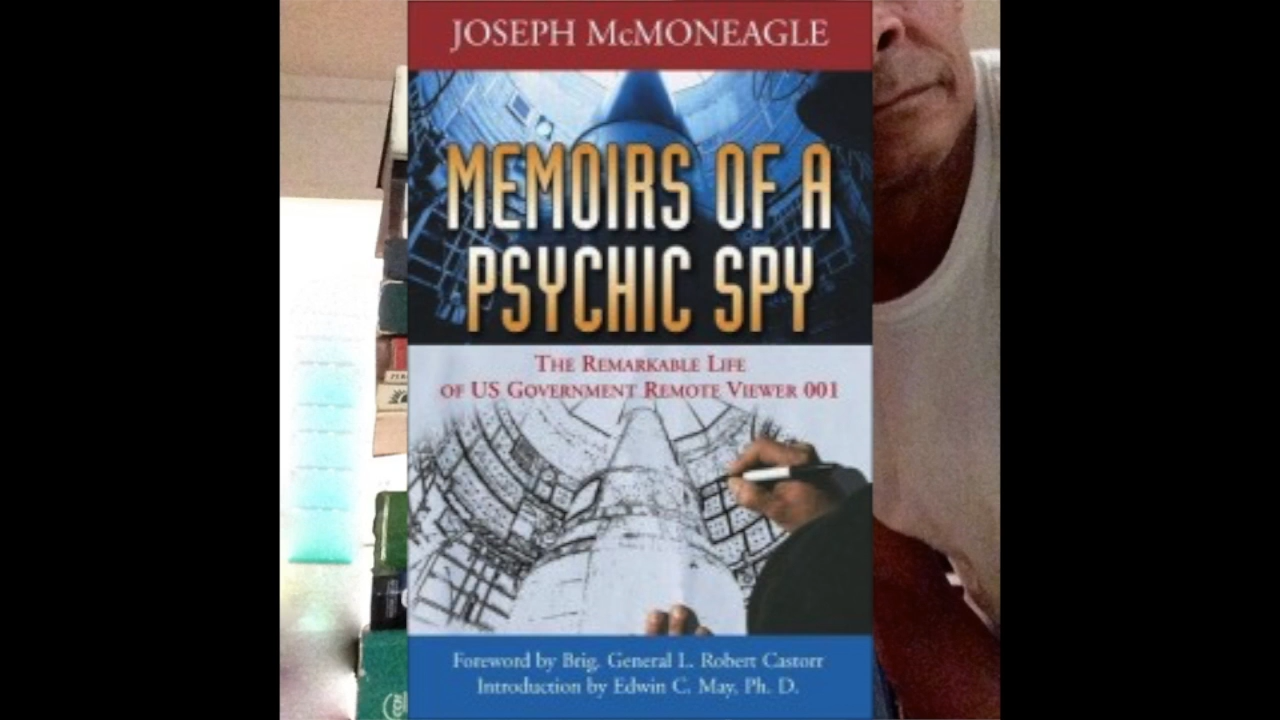 JOSEPH McMONEAGLE
MEMOIRS OF A
PSYCHIC SPY
THE REMARKABLE LIFE
OF US GOVERNMENT REMOTE VIEWER 001
Foreword by Brig. General L. Robert Castorr
Introduction by Edwin C. May, Ph. D.